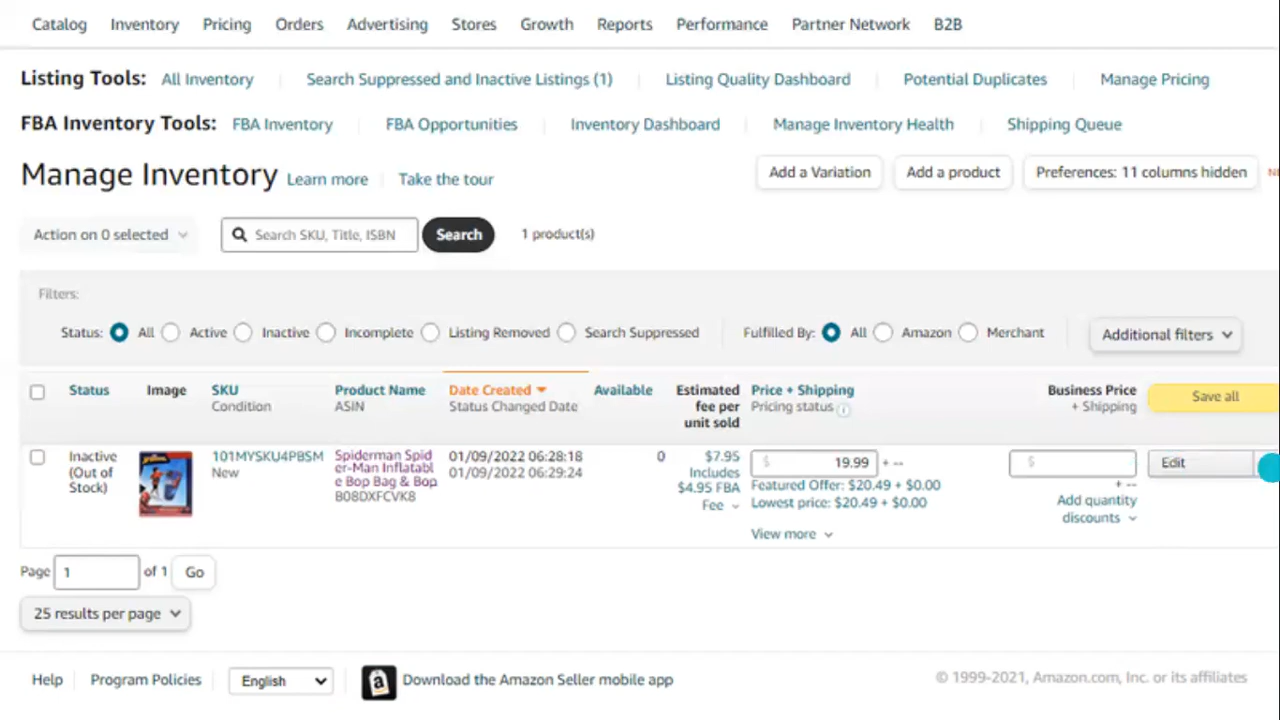 Catalog Inventory Pricing Orders Advertising Stores Growth Reports Performance Partner Network B2B
Listing Tools: All Inventory Search Suppressed and Inactive Listings (1) Listing Quality Dashboard Potential Duplicates Manage Pricing
FBA Inventory Tools: FBA Inventory FBA Opportunities Inventory Dashboard Manage Inventory Health Shipping Queue
Manage Inventory Learn more Take the tour Add a Variation Add a product Preferences: 11 columns hidden
Action on 0 selected Search SKU, Title, ISBN Search 1 product(s)
Filters:
Status: All Active Inactive Incomplete Listing Removed Search Suppressed Fulfilled By: All Amazon Merchant Additional filters
Status Image SKU Product Name Date Created Available Estimated Price + Shipping Business Price Save all
Condition ASIN Status Changed Date fee per Pricing status + Shipping
unit sold
Inactive 101MYSKU4PBSM Spiderman Spid 01/09/2022 06:28:18 0 $7.95 $ 19.99 + -- $ Edit
(Out of New er-Man Inflatabl 01/09/2022 06:29:24 Includes Featured Offer: $20.49 + $0.00 + --
Stock) e Bop Bag & Bop $4.95 FBA Lowest price: $20.49 + $0.00 Add quantity
B08DXFCVK8 Fee discounts
View more
Page 1 of 1 Go
25 results per page
Help Program Policies English a Download the Amazon Seller mobile app © 1999-2021, Amazon.com, Inc. or its affiliates